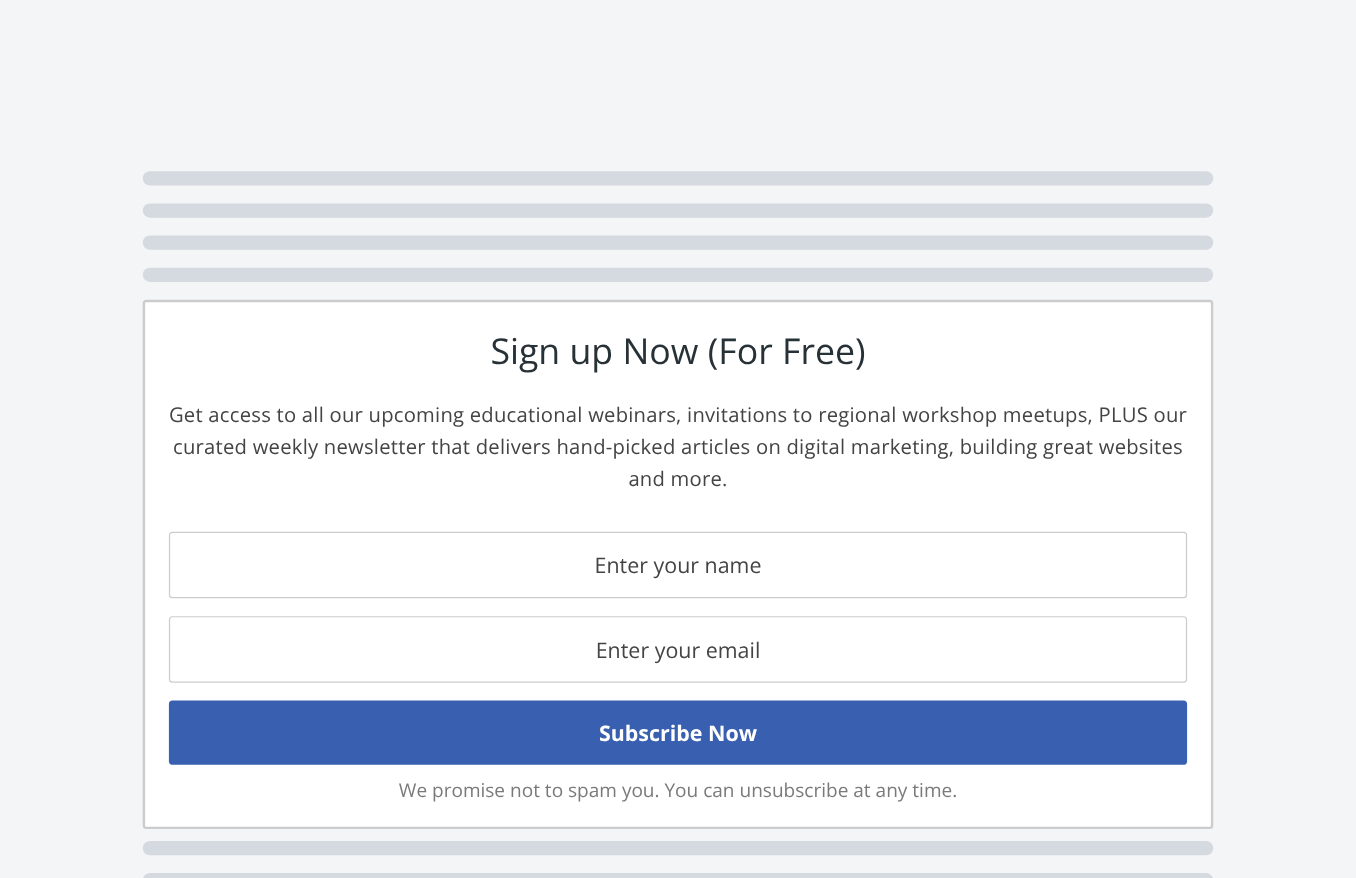 Sign up Now (For Free)
Get access to all our upcoming educational webinars, invitations to regional workshop meetups, PLUS our
curated weekly newsletter that delivers hand-picked articles on digital marketing, building great websites
and more.
Enter your name
Enter your email
Subscribe Now
We promise not to spam you. You can unsubscribe at any time.